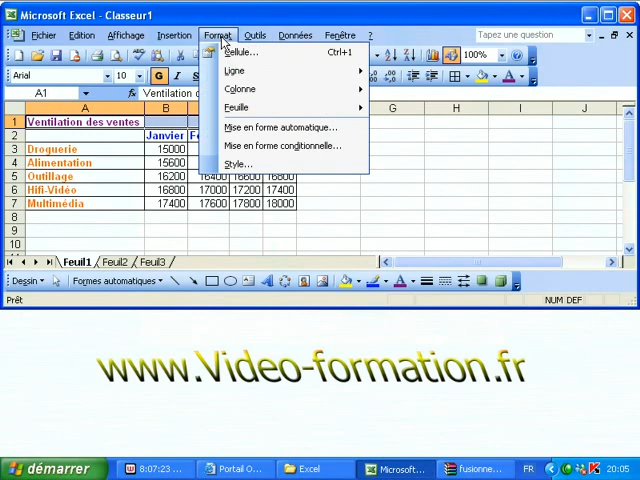 Microsoft Excel - Classeur1
Fichier Edition Affichage Insertion Format Outils Données Fenêtre ? Tapez une question
100%
Arial 10 G I
A1 fx Ventilation d
Cellule... Ctrl+1
Ligne
Colonne
Feuille
Mise en forme automatique...
Mise en forme conditionnelle...
Style...
A B G H I J
1 Ventilation des ventes
2 Janvier
3 Droguerie 15000
4 Alimentation 15600
5 Outillage 16200 16400 16600 16800
6 Hifi-Vidéo 16800 17000 17200 17400
7 Multimédia 17400 17600 17800 18000
8
9
10
Feuil1 Feuil2 Feuil3
Dessin Formes automatiques
Prêt NUM DEF
www.Video-formation.fr
démarrer 8:07:23 ... Portail O... Excel Microsoft... fusionne... FR 20:05